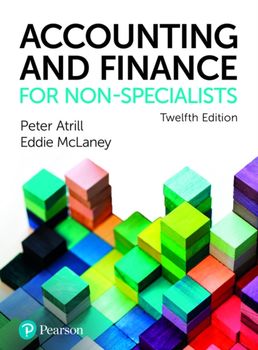 ACCOUNTING
AND FINANCE
FOR NON-SPECIALISTS
Twelfth Edition
Peter Atrill
Eddie McLaney
P
Pearson